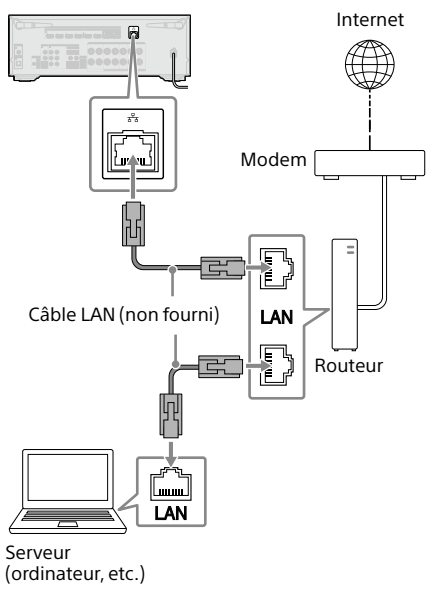 Internet
Modem
Câble LAN (non fourni)
LAN
Routeur
LAN
Serveur
(ordinateur, etc.)